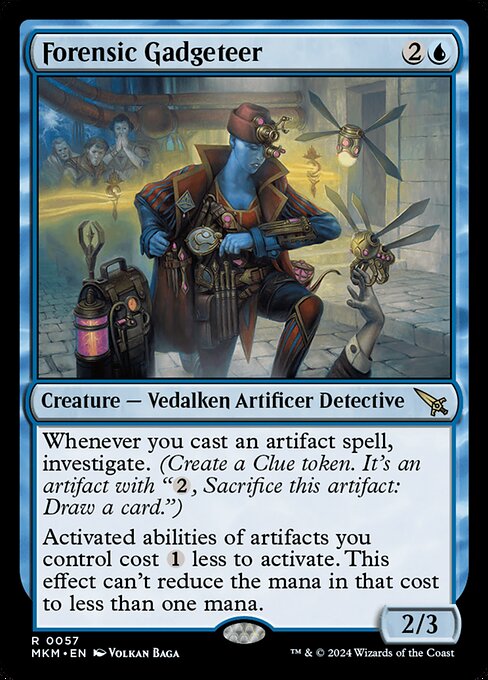 Forensic Gadgeteer 2
Creature — Vedalken Artificer Detective
Whenever you cast an artifact spell,
investigate. (Create a Clue token. It's an
artifact with “2, Sacrifice this artifact:
Draw a card.”)
Activated abilities of artifacts you
control cost 1 less to activate. This
effect can't reduce the mana in that cost
to less than one mana.
2/3
R 0057
MKM • EN Volkan Baga
™ & © 2024 Wizards of the Coast